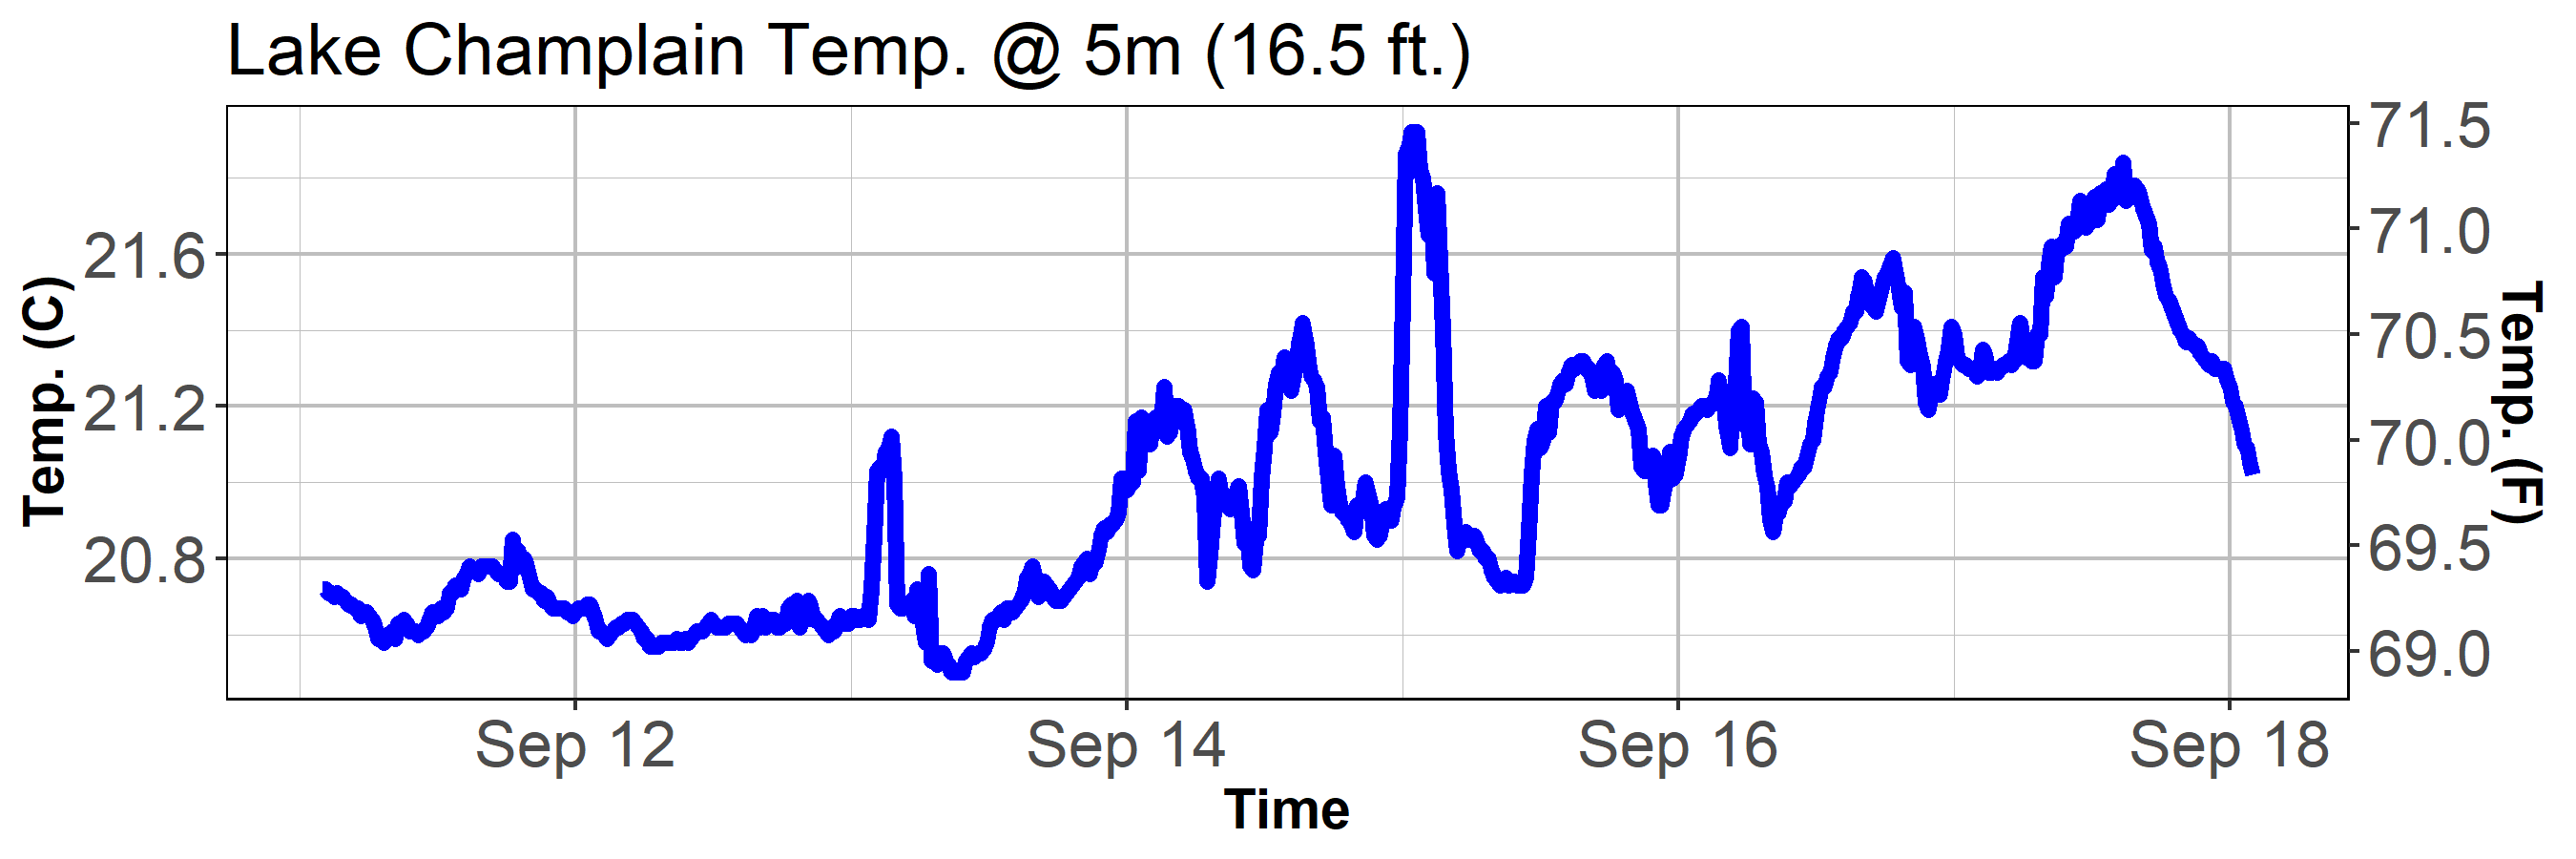 Lake Champlain Temp. @ 5m (16.5 ft.)
Temp. (C)
21.6
21.2
20.8
71.5
71.0
70.5
70.0
69.5
69.0
Temp. (F)
Sep 12 Sep 14 Sep 16 Sep 18
Time